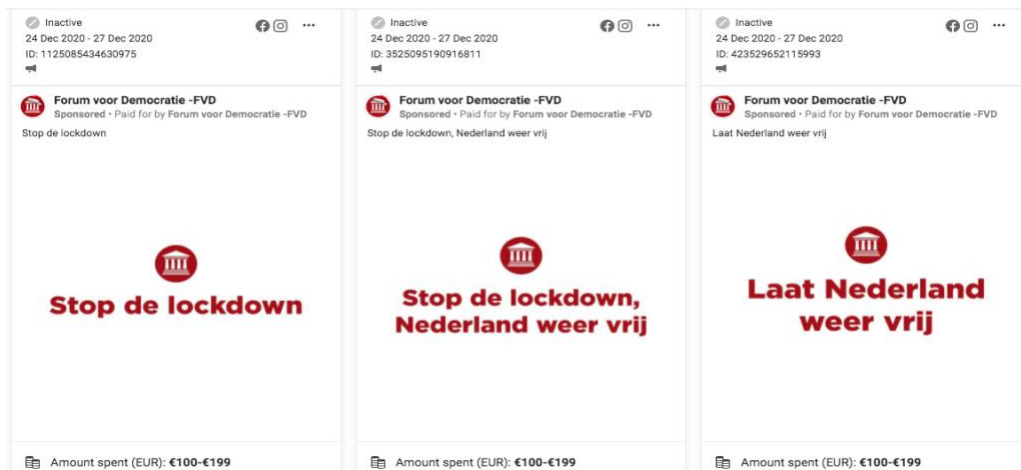 Inactive
24 Dec 2020 - 27 Dec 2020
ID: 1125085434630975
Forum voor Democratie -FVD
Sponsored • Paid for by Forum voor Democratie -FVD
Stop de lockdown
Stop de lockdown
Amount spent (EUR): €100-€199
Inactive
24 Dec 2020 - 27 Dec 2020
ID: 3525095190916811
Forum voor Democratie -FVD
Sponsored • Paid for by Forum voor Democratie -FVD
Stop de lockdown, Nederland weer vrij
Stop de lockdown,
Nederland weer vrij
Amount spent (EUR): €100-€199
Inactive
24 Dec 2020 - 27 Dec 2020
ID: 423529652115993
Forum voor Democratie -FVD
Sponsored • Paid for by Forum voor Democratie -FVD
Laat Nederland weer vrij
Laat Nederland
weer vrij
Amount spent (EUR): €100-€199